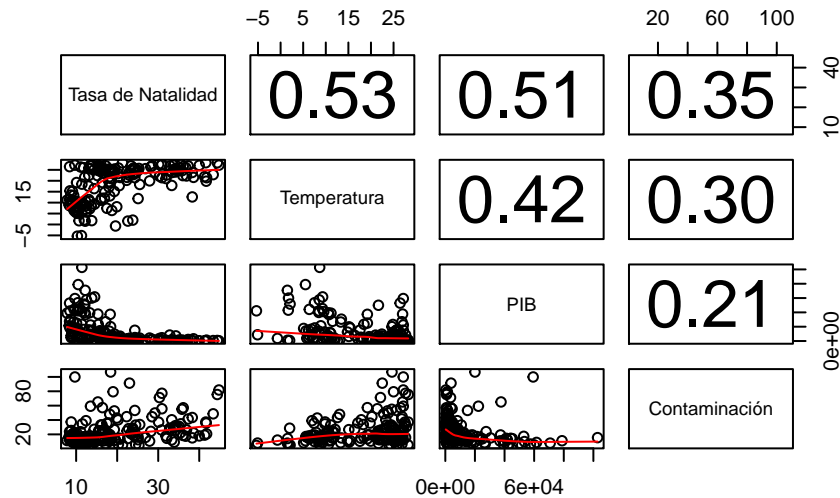 −5 5 15 25
20 60 100
Tasa de Natalidad
0.53
0.51
0.35
10 40
−5 15
Temperatura
0.42
0.30
PIB
0.21
0e+00
20 80
Contaminación
10 30
0e+00 6e+04